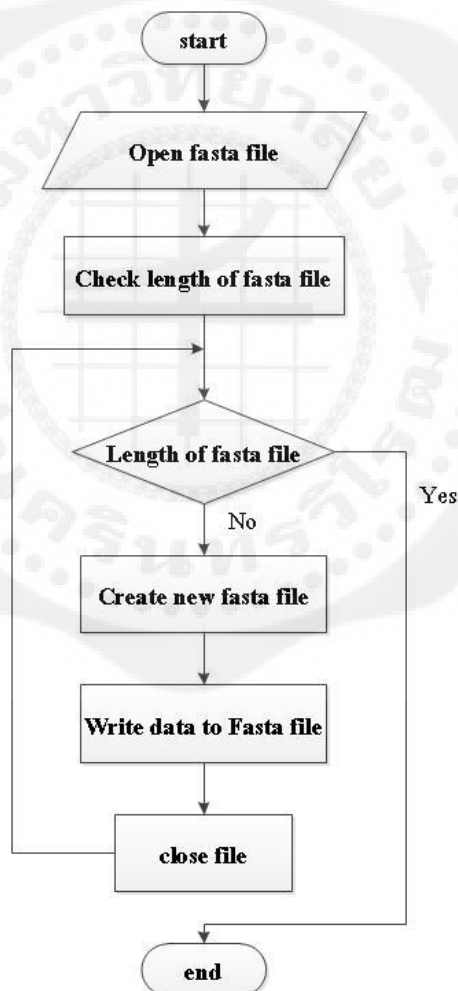 start
Open fasta file
Check length of fasta file
Length of fasta file
Yes
No
Create new fasta file
Write data to Fasta file
close file
end